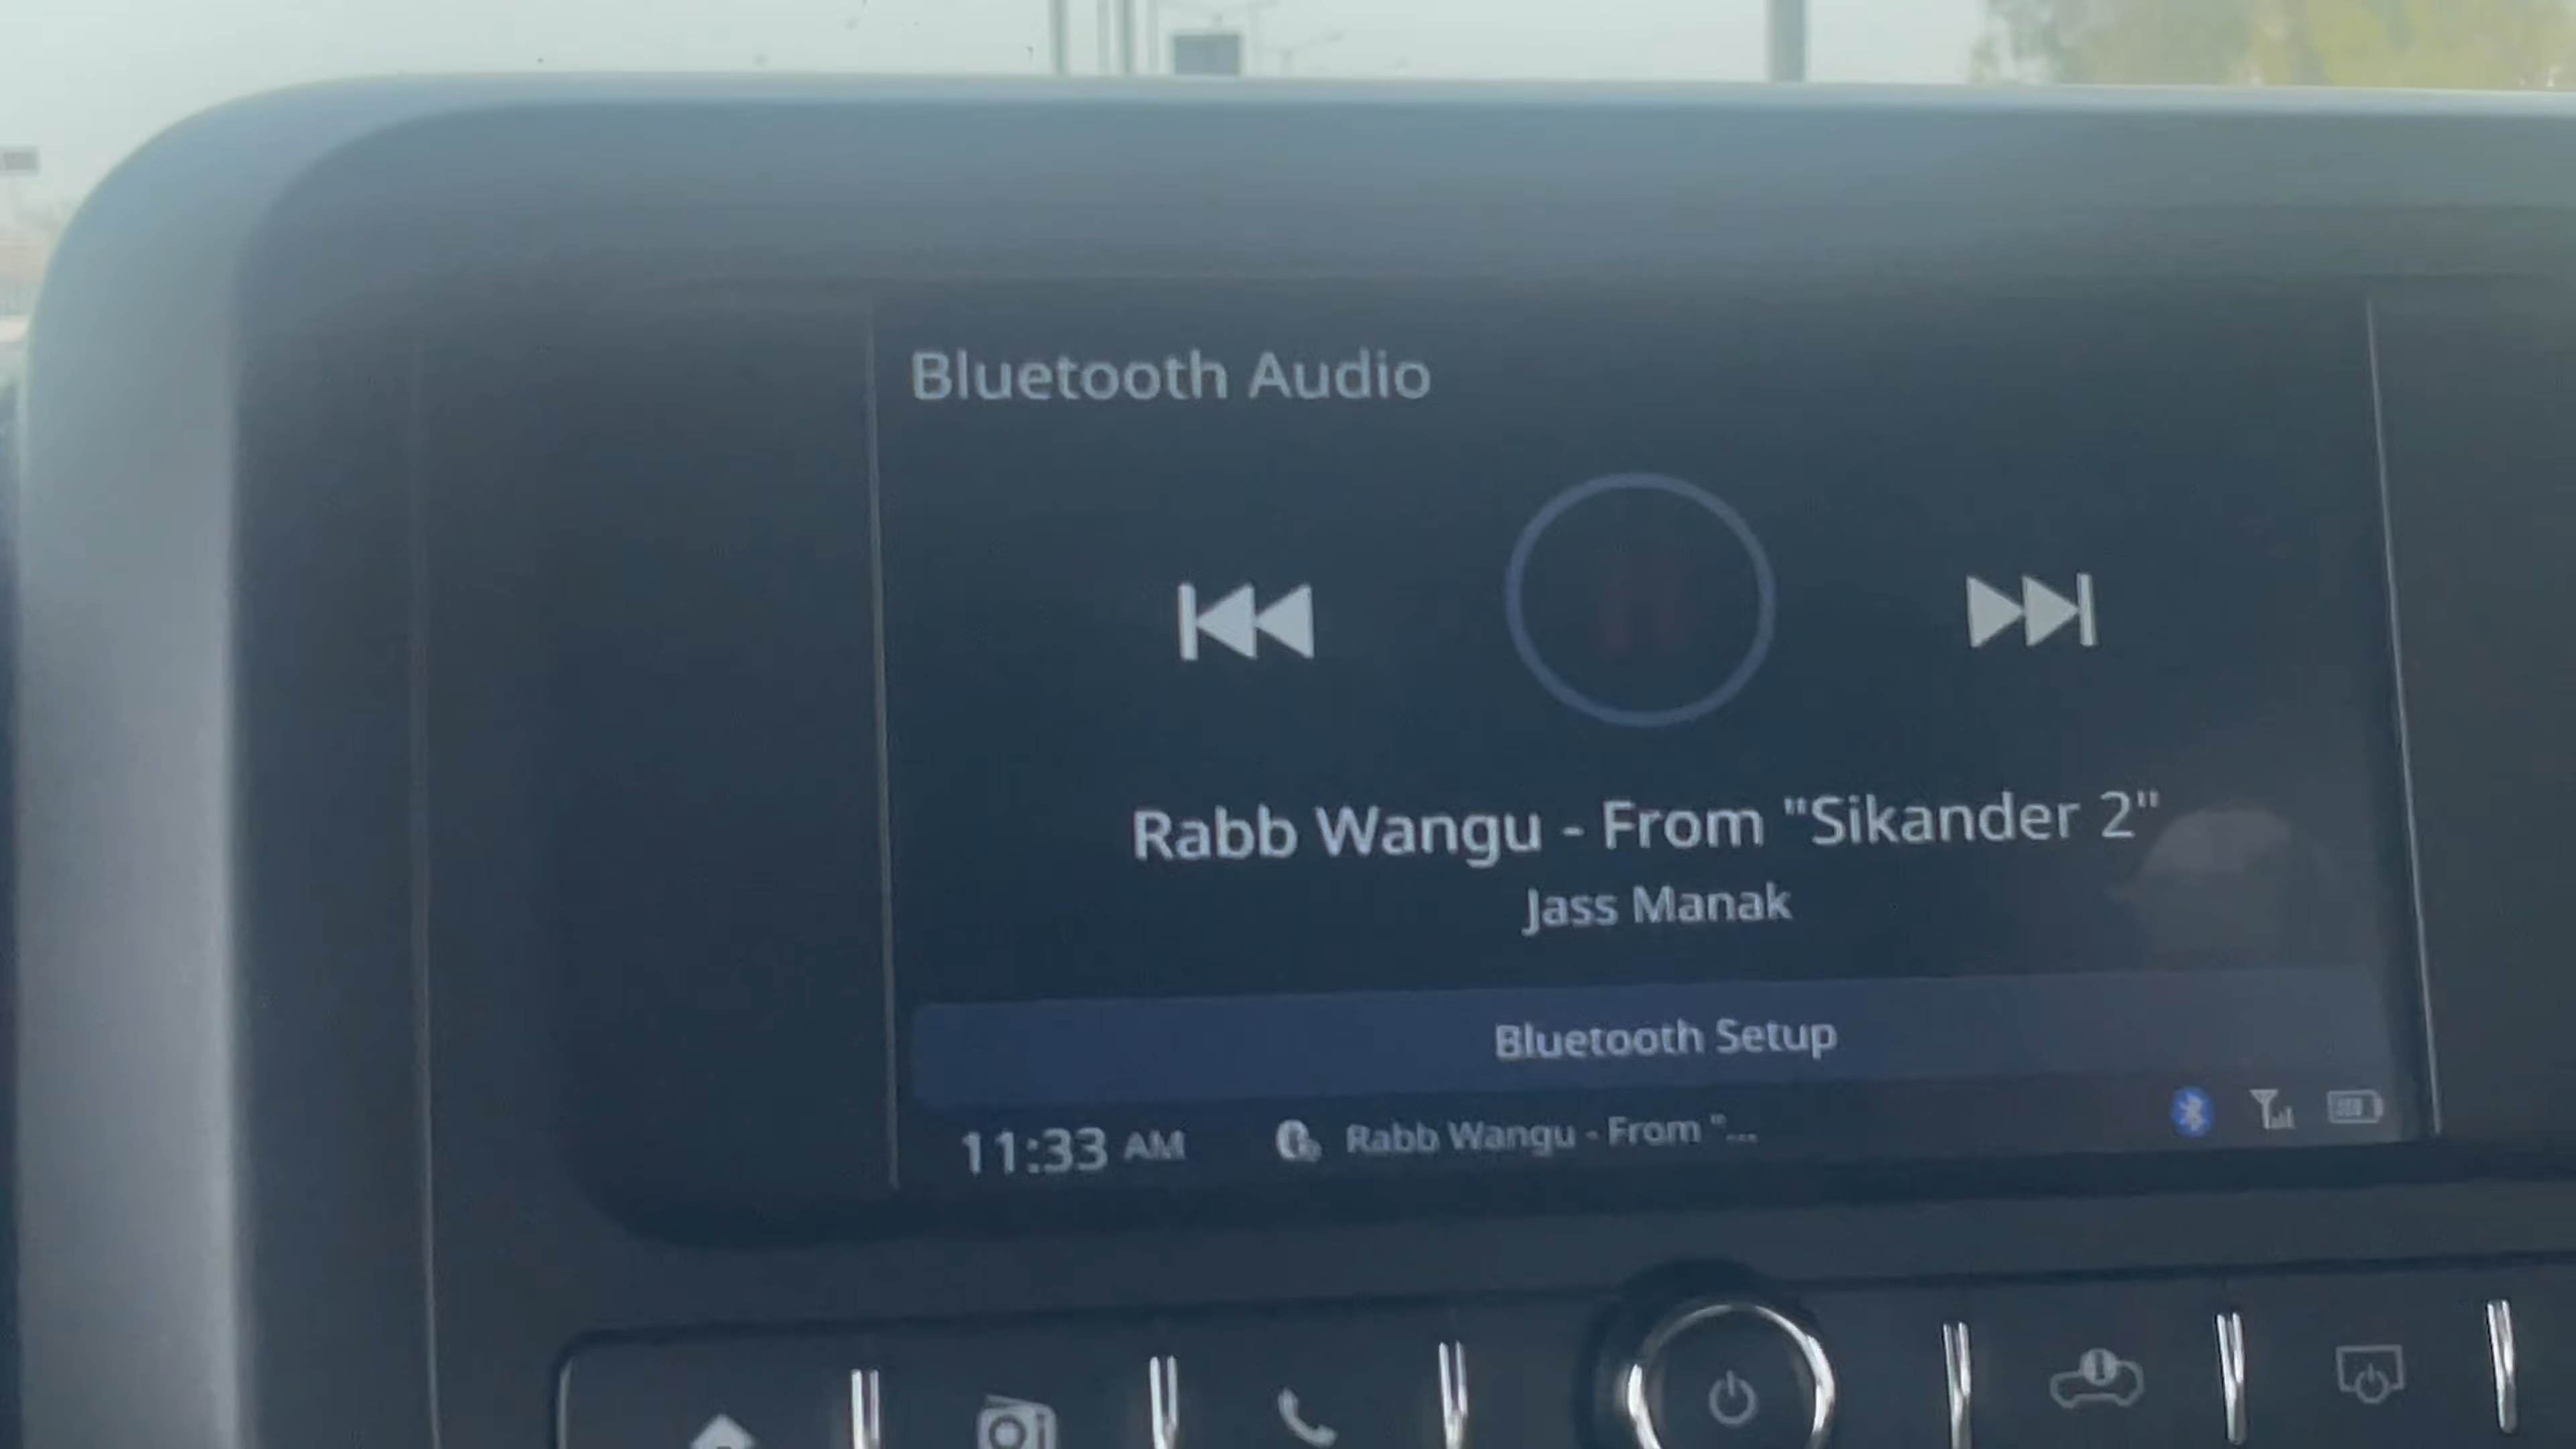 Bluetooth Audio
Rabb Wangu - From "Sikander 2"
Jass Manak
Bluetooth Setup
11:33 AM Rabb Wangu - From "...